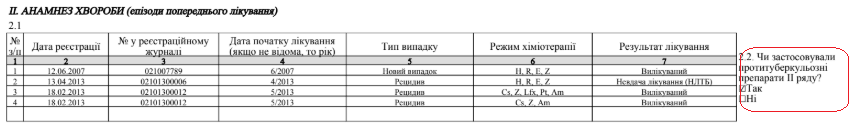 II. АНАМНЕЗ ХВОРОБИ (епізоди попереднього лікування)
2.1
№ з/п Дата реєстрації № у реєстраційному журналі Дата початку лікування (якщо не відома, то рік) Тип випадку Режим хіміотерапії Результат лікування
1 2 3 4 5 6 7
1 12.06.2007 021007789 6/2007 Новий випадок H, R, E, Z Вилікуваний
2 13.04.2013 02101300006 4/2013 Рецидив H, R, E, Z Невдача лікування (НЛТБ)
3 18.02.2013 02101300012 5/2013 Рецидив Cs, Z, Lfx, Pt, Am Вилікуваний
4 18.02.2013 02101300012 5/2013 Рецидив Cs, Z, Am Вилікуваний
2.2. Чи застосовували
протитуберкульозні
препарати II ряду?
☑Так
☐Ні